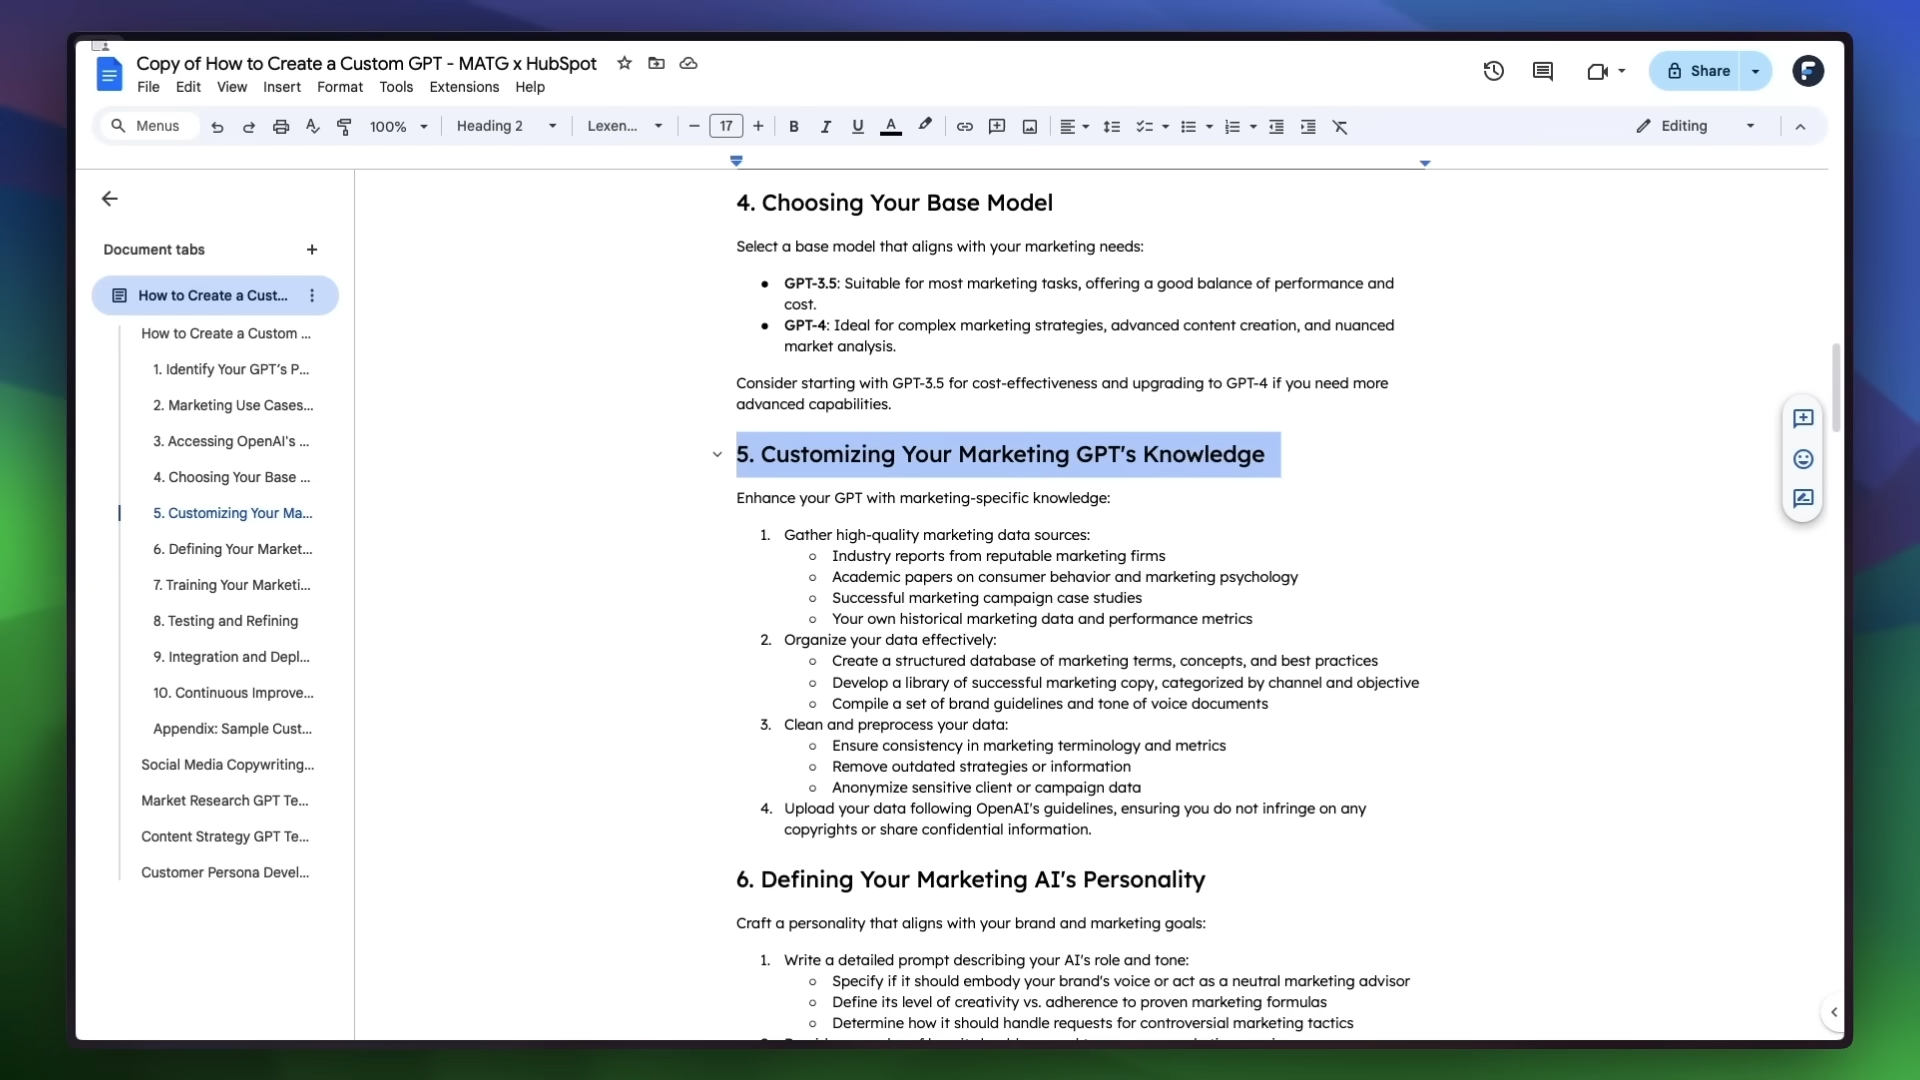 Copy of How to Create a Custom GPT - MATG x HubSpot
File Edit View Insert Format Tools Extensions Help
Share
Menus
100%
Heading 2
Lexen...
17
B I U A
Editing
Document tabs
How to Create a Cust...
How to Create a Custom ...
1. Identify Your GPT's P...
2. Marketing Use Cases...
3. Accessing OpenAI's ...
4. Choosing Your Base ...
5. Customizing Your Ma...
6. Defining Your Market...
7. Training Your Marketi...
8. Testing and Refining
9. Integration and Depl...
10. Continuous Improve...
Appendix: Sample Cust...
Social Media Copywriting...
Market Research GPT Te...
Content Strategy GPT Te...
Customer Persona Devel...
4. Choosing Your Base Model
Select a base model that aligns with your marketing needs:
● GPT-3.5: Suitable for most marketing tasks, offering a good balance of performance and
cost.
● GPT-4: Ideal for complex marketing strategies, advanced content creation, and nuanced
market analysis.
Consider starting with GPT-3.5 for cost-effectiveness and upgrading to GPT-4 if you need more
advanced capabilities.
5. Customizing Your Marketing GPT's Knowledge
Enhance your GPT with marketing-specific knowledge:
1. Gather high-quality marketing data sources:
○ Industry reports from reputable marketing firms
○ Academic papers on consumer behavior and marketing psychology
○ Successful marketing campaign case studies
○ Your own historical marketing data and performance metrics
2. Organize your data effectively:
○ Create a structured database of marketing terms, concepts, and best practices
○ Develop a library of successful marketing copy, categorized by channel and objective
○ Compile a set of brand guidelines and tone of voice documents
3. Clean and preprocess your data:
○ Ensure consistency in marketing terminology and metrics
○ Remove outdated strategies or information
○ Anonymize sensitive client or campaign data
4. Upload your data following OpenAI's guidelines, ensuring you do not infringe on any
copyrights or share confidential information.
6. Defining Your Marketing AI's Personality
Craft a personality that aligns with your brand and marketing goals:
1. Write a detailed prompt describing your AI's role and tone:
○ Specify if it should embody your brand's voice or act as a neutral marketing advisor
○ Define its level of creativity vs. adherence to proven marketing formulas
○ Determine how it should handle requests for controversial marketing tactics